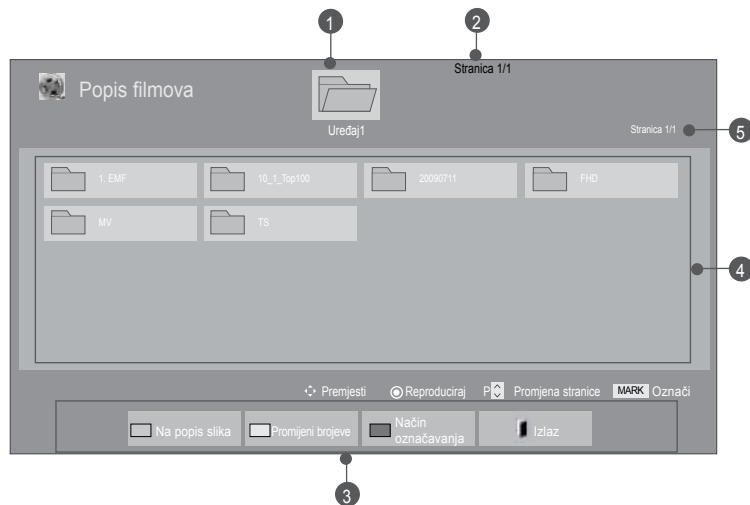 1
2
Stranica 1/1
Popis filmova
Uređaj1
Stranica 1/1
5
1. EMF
10_1_Top100
20090711
FHD
MV
TS
4
Premjesti
Reproduciraj
P
Promjena stranice
MARK
Označi
Na popis slika
Promijeni brojeve
Način
označavanja
Izlaz
3